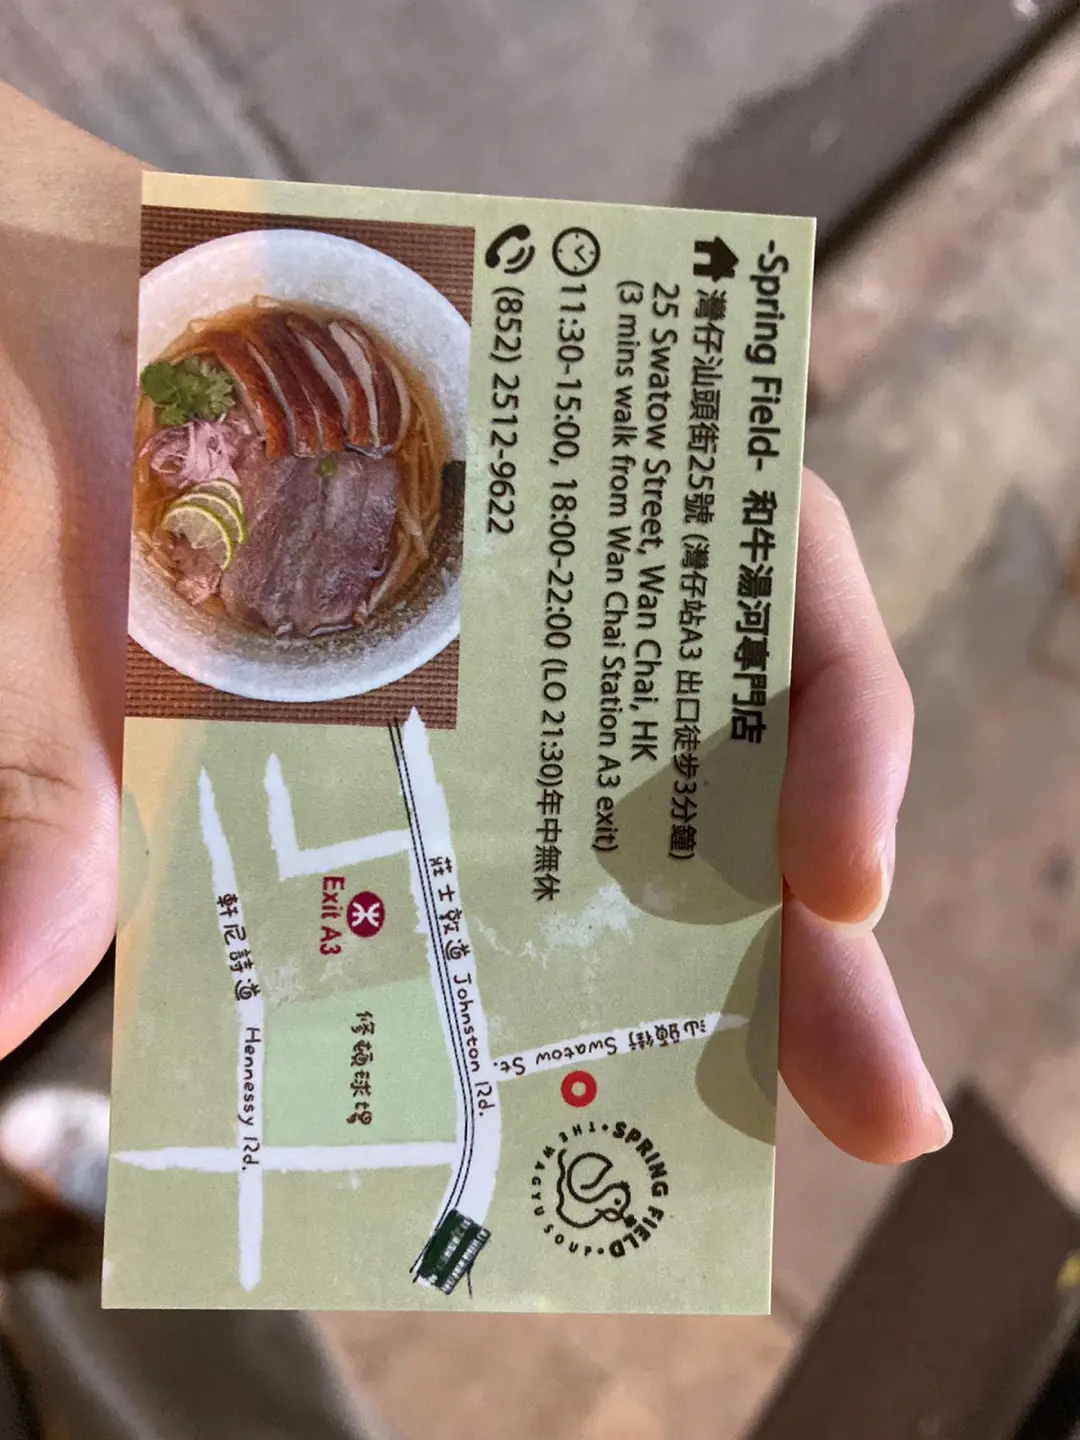 -Spring Field- 和牛湯河專門店
灣仔汕頭街25號 (灣仔站A3 出口徒步3分鐘)
25 Swatow Street, Wan Chai, HK
(3 mins walk from Wan Chai Station A3 exit)
11:30-15:00, 18:00-22:00 (LO 21:30)年中無休
(852) 2512-9622
汕頭街 Swatow St.
莊士敦道 Johnston Rd.
Exit A3
修頓球場
軒尼詩道 Hennessy Rd.
THE • SPRING FIELD • WAGYU SOUP